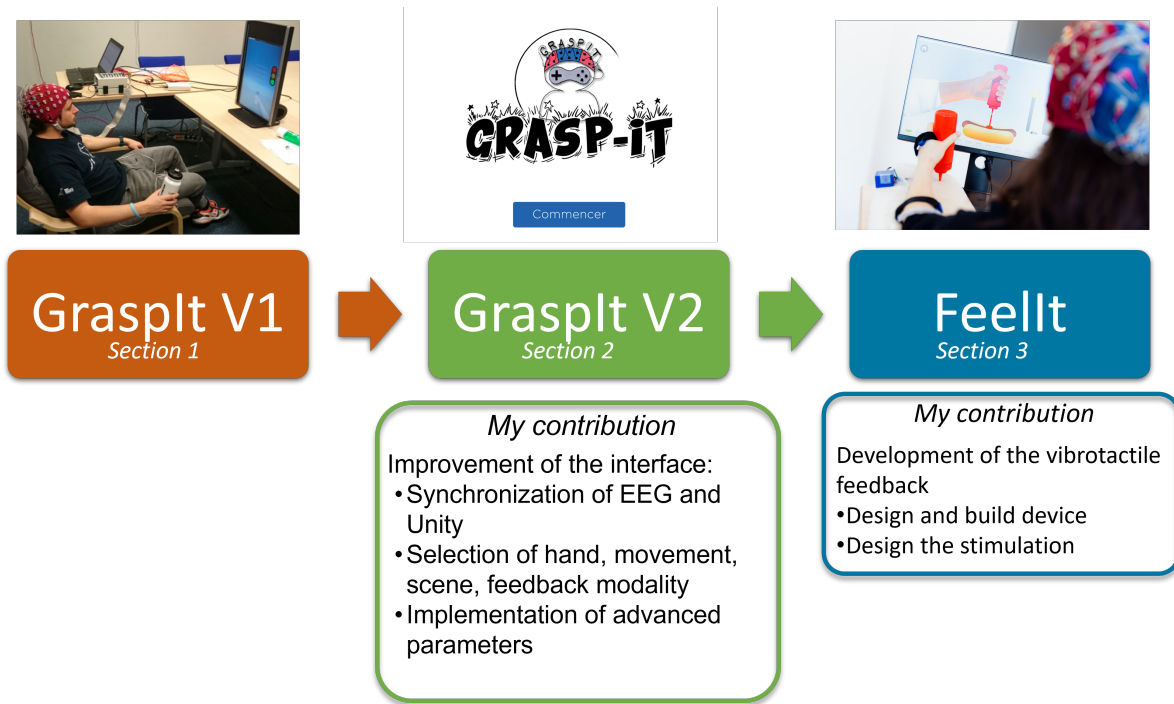 GRASPIT
GRASP-iT
Commencer
GraspIt V1
Section 1
GraspIt V2
Section 2
FeelIt
Section 3
My contribution
Improvement of the interface:
•Synchronization of EEG and
Unity
•Selection of hand, movement,
scene, feedback modality
•Implementation of advanced
parameters
My contribution
Development of the vibrotactile
feedback
•Design and build device
•Design the stimulation